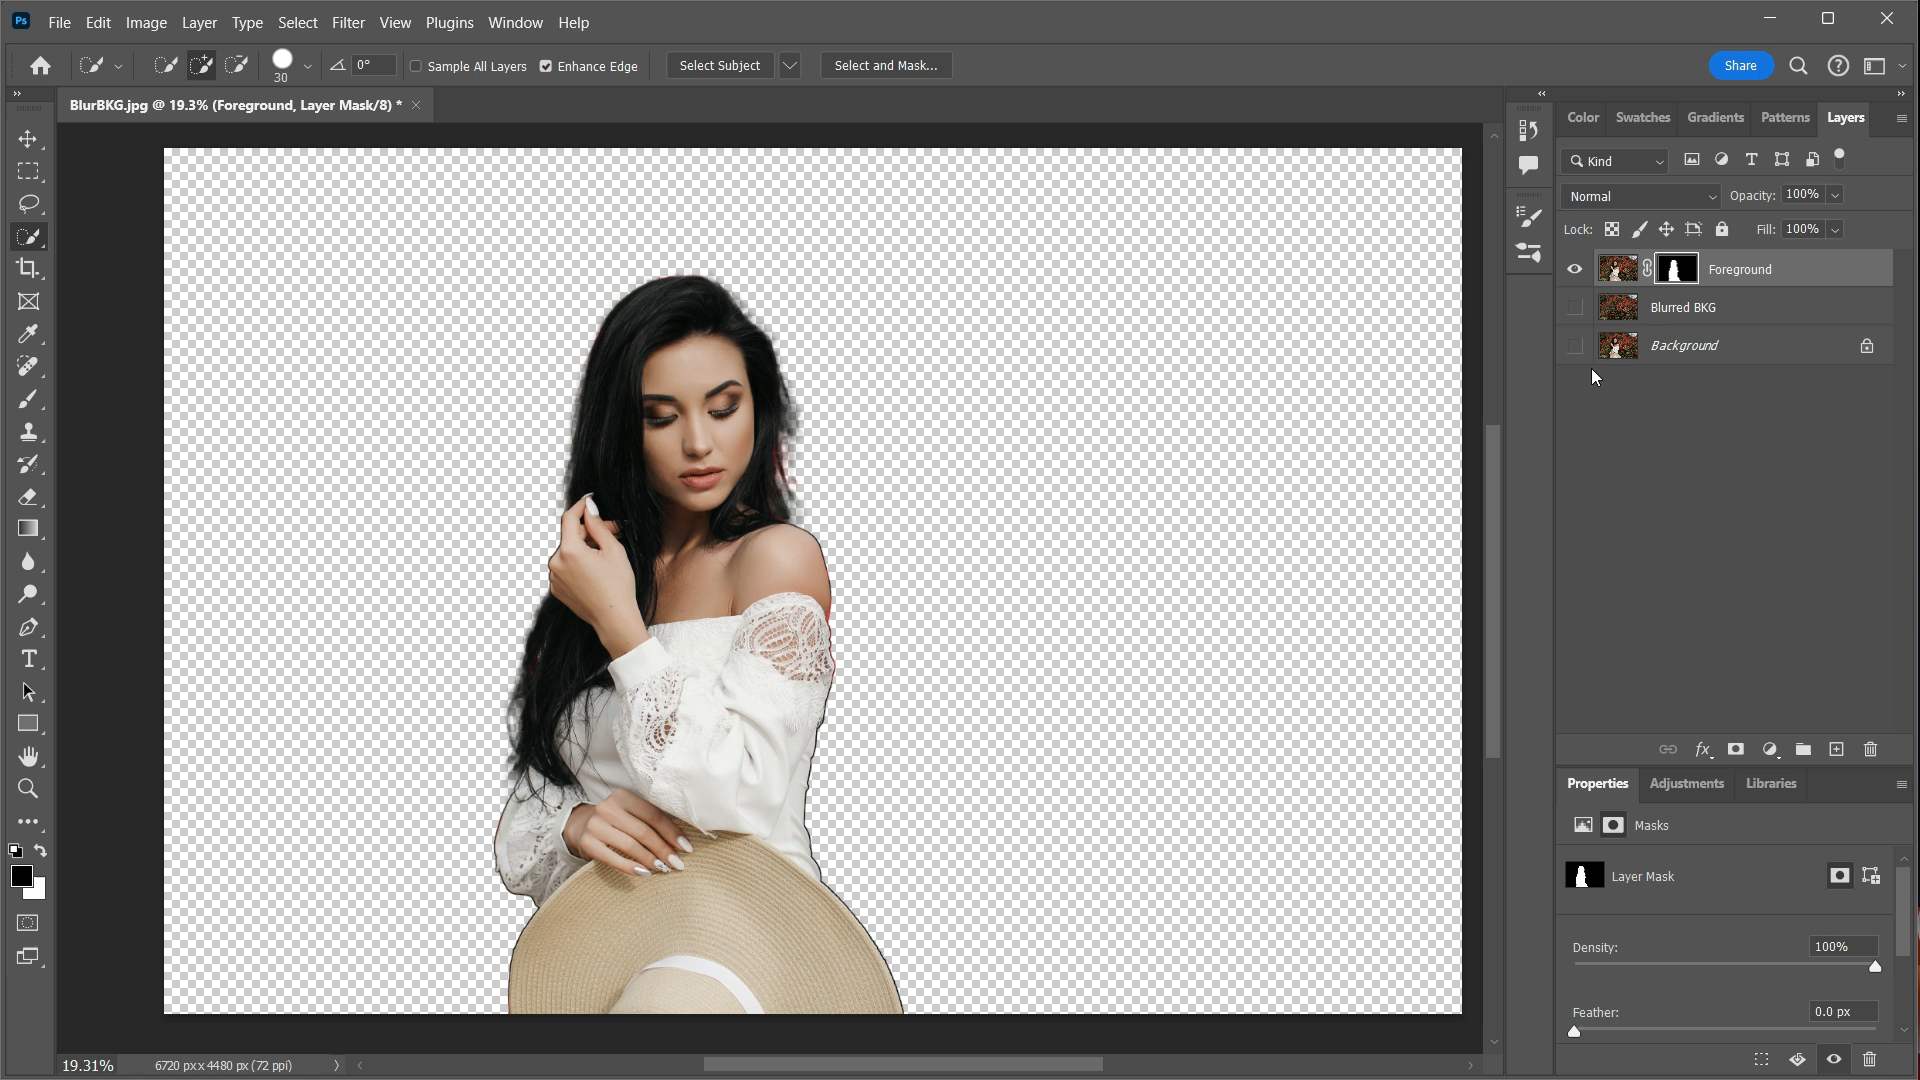 Ps File Edit Image Layer Type Select Filter View Plugins Window Help
30 0° Sample All Layers Enhance Edge Select Subject Select and Mask... Share
BlurBKG.jpg @ 19.3% (Foreground, Layer Mask/8) *
Color Swatches Gradients Patterns Layers
Kind
Normal Opacity: 100%
Lock: Fill: 100%
Foreground
Blurred BKG
Background
fx
Properties Adjustments Libraries
Masks
Layer Mask
Density: 100%
Feather: 0.0 px
19.31% 6720 px x 4480 px (72 ppi)